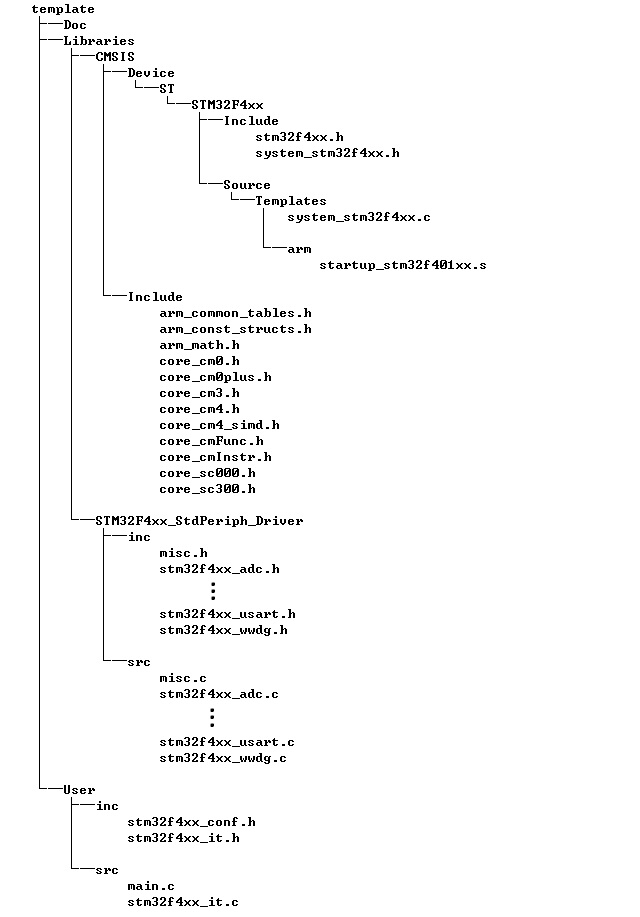 template
Doc
Libraries
CMSIS
Device
ST
STM32F4xx
Include
stm32f4xx.h
system_stm32f4xx.h
Source
Templates
system_stm32f4xx.c
arm
startup_stm32f401xx.s
Include
arm_common_tables.h
arm_const_structs.h
arm_math.h
core_cm0.h
core_cm0plus.h
core_cm3.h
core_cm4.h
core_cm4_simd.h
core_cmFunc.h
core_cmInstr.h
core_sc000.h
core_sc300.h
STM32F4xx_StdPeriph_Driver
inc
misc.h
stm32f4xx_adc.h
⋮
stm32f4xx_usart.h
stm32f4xx_wwdg.h
src
misc.c
stm32f4xx_adc.c
⋮
stm32f4xx_usart.c
stm32f4xx_wwdg.c
User
inc
stm32f4xx_conf.h
stm32f4xx_it.h
src
main.c
stm32f4xx_it.c